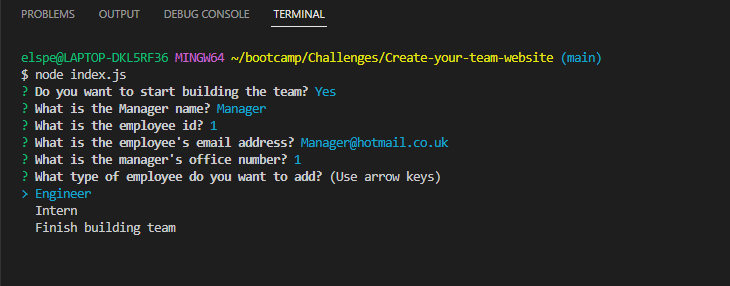 PROBLEMS OUTPUT DEBUG CONSOLE TERMINAL
elspe@LAPTOP-DKL5RF36 MINGW64 ~/bootcamp/Challenges/Create-your-team-website (main)
$ node index.js
? Do you want to start building the team? Yes
? What is the Manager name? Manager
? What is the employee id? 1
? What is the employee's email address? Manager@hotmail.co.uk
? What is the manager's office number? 1
? What type of employee do you want to add? (Use arrow keys)
> Engineer
Intern
Finish building team